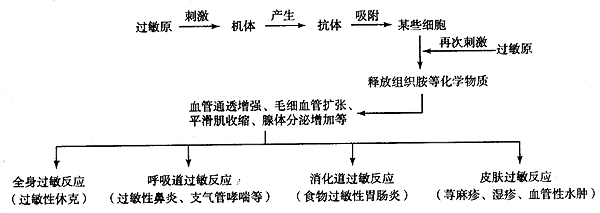 刺激 产生 吸附
过敏原 机体 抗体 某些细胞
再次刺激
过敏原
释放组织胺等化学物质
血管通透增强、毛细血管扩张、
平滑肌收缩、腺体分泌增加等
全身过敏反应 呼吸道过敏反应 消化道过敏反应 皮肤过敏反应
(过敏性休克) (过敏性鼻炎、支气管哮喘等) (食物过敏性胃肠炎) (荨麻疹、湿疹、血管性水肿)